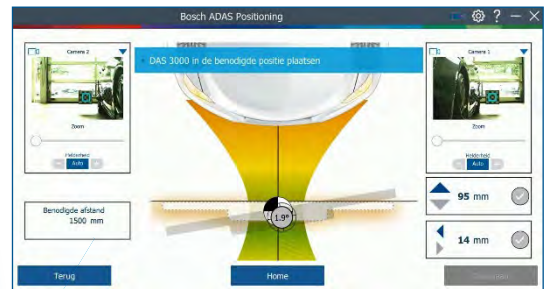 Bosch ADAS Positioning
?
Camera 2
• DAS 3000 in de benodigde positie plaatsen
Camera 1
Zoom
Helderheid
Auto
Zoom
Helderheid
Auto
95 mm
Benodigde afstand
1500 mm
1.9°
14 mm
Terug
Home